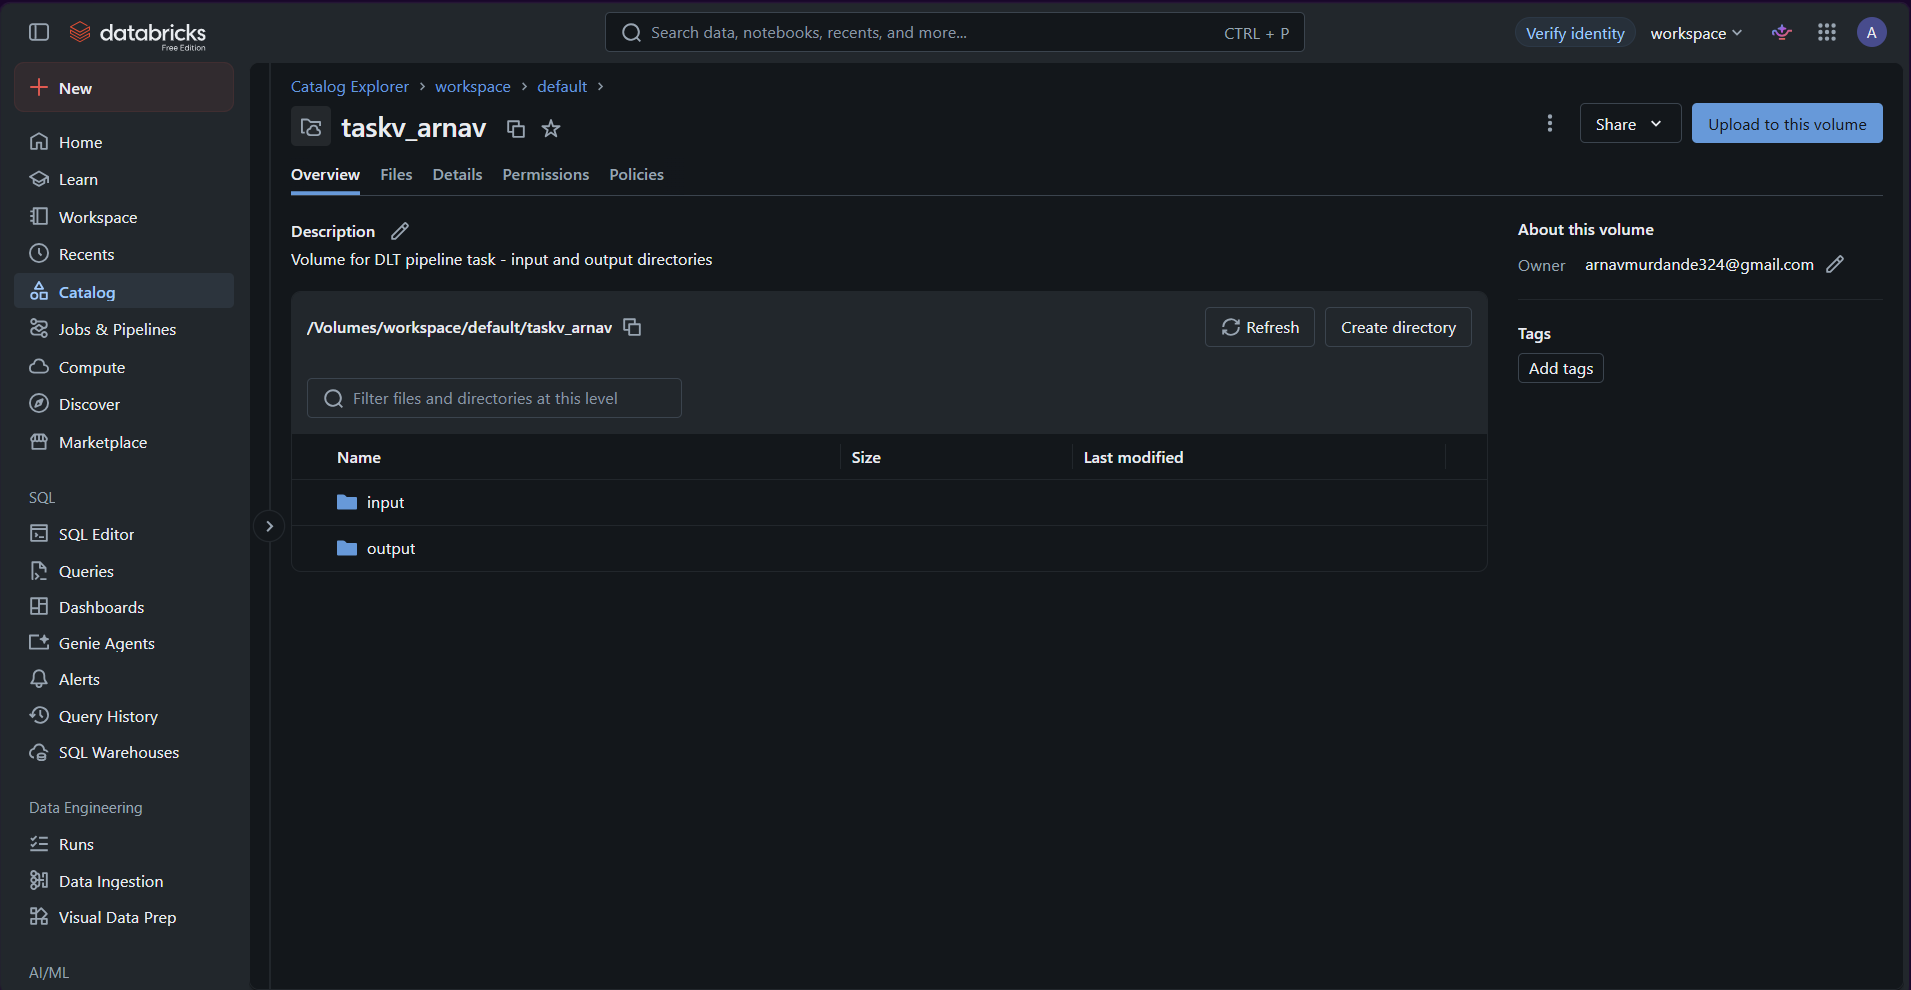 databricks
Free Edition
Search data, notebooks, recents, and more...
CTRL + P
Verify identity
workspace
A
New
Home
Learn
Workspace
Recents
Catalog
Jobs & Pipelines
Compute
Discover
Marketplace
SQL
SQL Editor
Queries
Dashboards
Genie Agents
Alerts
Query History
SQL Warehouses
Data Engineering
Runs
Data Ingestion
Visual Data Prep
AI/ML
Catalog Explorer > workspace > default >
taskv_arnav
Share
Upload to this volume
Overview Files Details Permissions Policies
Description
Volume for DLT pipeline task - input and output directories
/Volumes/workspace/default/taskv_arnav
Refresh
Create directory
Filter files and directories at this level
Name Size Last modified
input
output
About this volume
Owner arnavmurdande324@gmail.com
Tags
Add tags